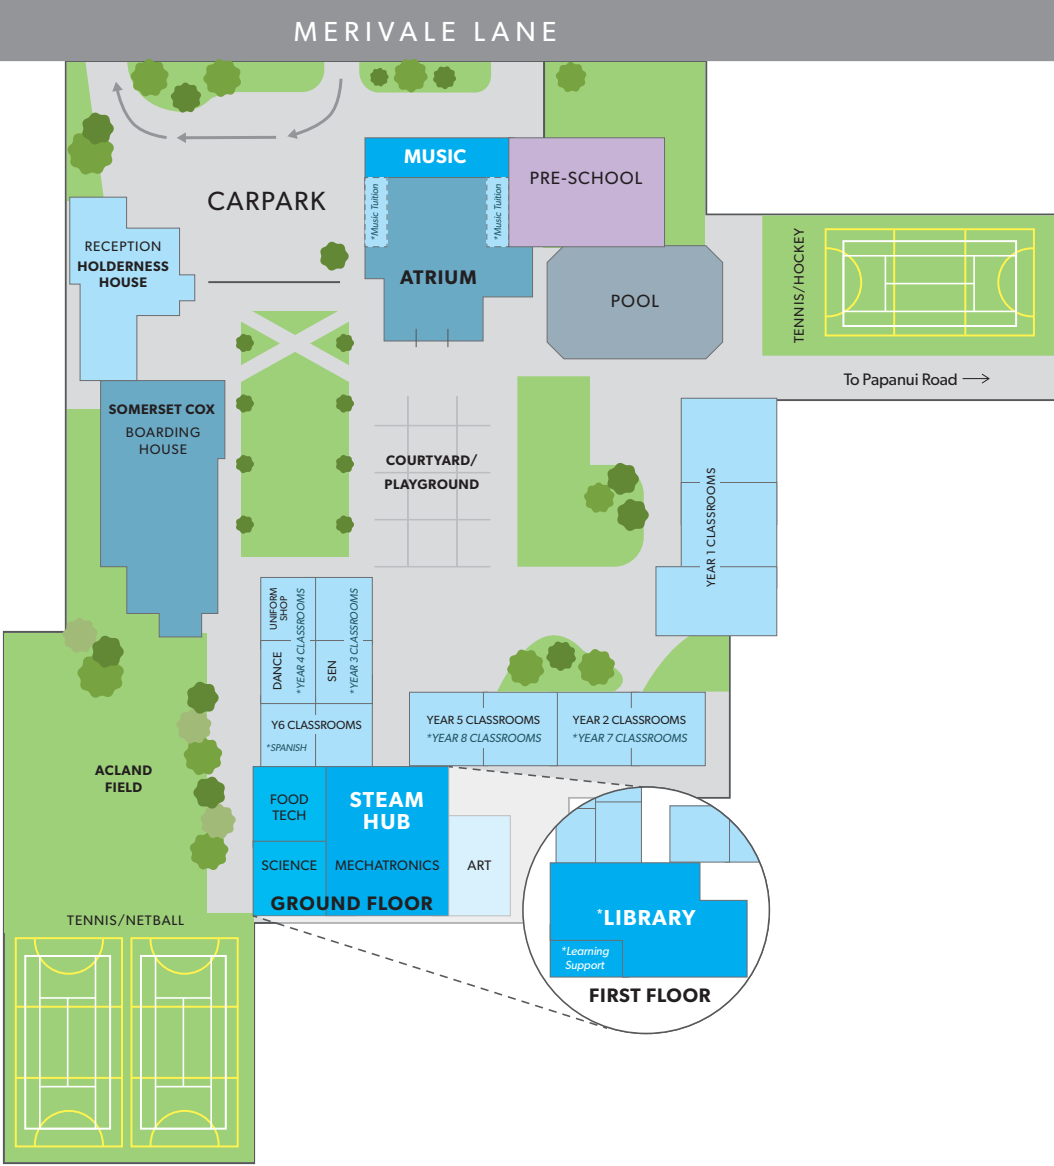 MERIVALE LANE
MUSIC
PRE-SCHOOL
CARPARK
*Music Tuition
*Music Tuition
RECEPTION
HOLDERNESS
HOUSE
ATRIUM
POOL
TENNIS/HOCKEY
To Papanui Road
SOMERSET COX
BOARDING
HOUSE
COURTYARD/
PLAYGROUND
YEAR 1 CLASSROOMS
UNIFORM
SHOP
*YEAR 4 CLASSROOMS
*YEAR 3 CLASSROOMS
DANCE
SEN
Y6 CLASSROOMS
*SPANISH
YEAR 5 CLASSROOMS
*YEAR 8 CLASSROOMS
YEAR 2 CLASSROOMS
*YEAR 7 CLASSROOMS
ACLAND
FIELD
FOOD
TECH
STEAM
HUB
SCIENCE
MECHATRONICS
ART
GROUND FLOOR
TENNIS/NETBALL
*LIBRARY
*Learning
Support
FIRST FLOOR